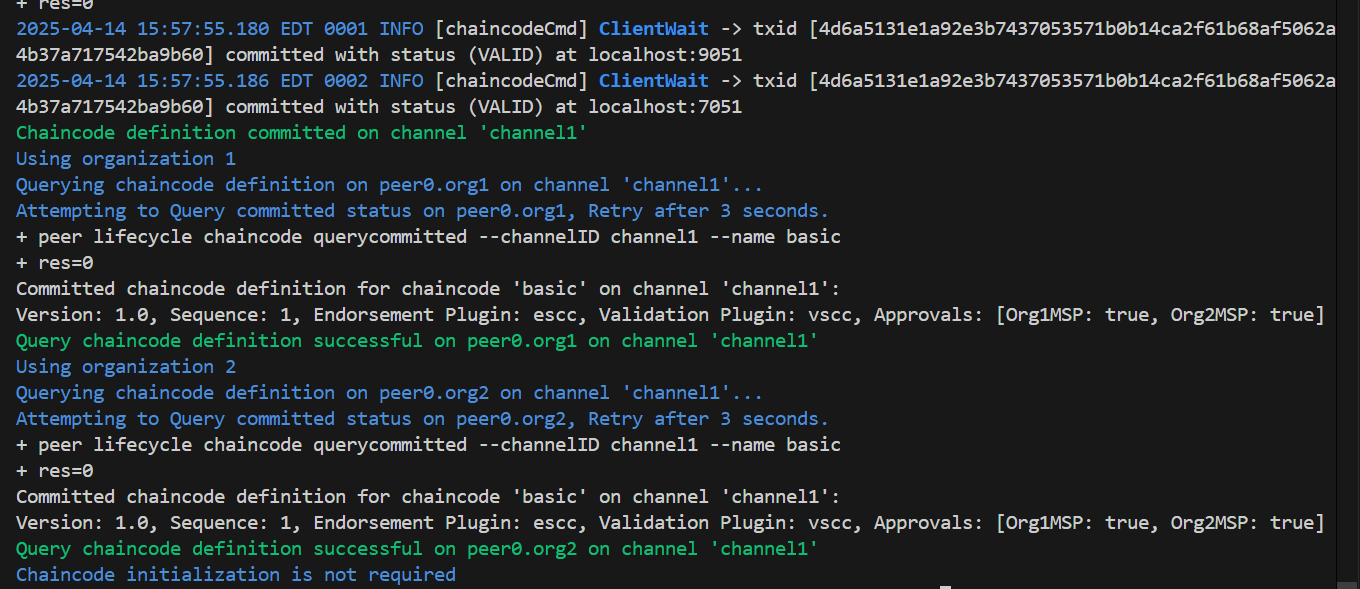 + res=0
2025-04-14 15:57:55.180 EDT 0001 INFO [chaincodeCmd] ClientWait -> txid [4d6a5131e1a92e3b7437053571b0b14ca2f61b68af5062a
4b37a717542ba9b60] committed with status (VALID) at localhost:9051
2025-04-14 15:57:55.186 EDT 0002 INFO [chaincodeCmd] ClientWait -> txid [4d6a5131e1a92e3b7437053571b0b14ca2f61b68af5062a
4b37a717542ba9b60] committed with status (VALID) at localhost:7051
Chaincode definition committed on channel 'channel1'
Using organization 1
Querying chaincode definition on peer0.org1 on channel 'channel1'...
Attempting to Query committed status on peer0.org1, Retry after 3 seconds.
+ peer lifecycle chaincode querycommitted --channelID channel1 --name basic
+ res=0
Committed chaincode definition for chaincode 'basic' on channel 'channel1':
Version: 1.0, Sequence: 1, Endorsement Plugin: escc, Validation Plugin: vscc, Approvals: [Org1MSP: true, Org2MSP: true]
Query chaincode definition successful on peer0.org1 on channel 'channel1'
Using organization 2
Querying chaincode definition on peer0.org2 on channel 'channel1'...
Attempting to Query committed status on peer0.org2, Retry after 3 seconds.
+ peer lifecycle chaincode querycommitted --channelID channel1 --name basic
+ res=0
Committed chaincode definition for chaincode 'basic' on channel 'channel1':
Version: 1.0, Sequence: 1, Endorsement Plugin: escc, Validation Plugin: vscc, Approvals: [Org1MSP: true, Org2MSP: true]
Query chaincode definition successful on peer0.org2 on channel 'channel1'
Chaincode initialization is not required